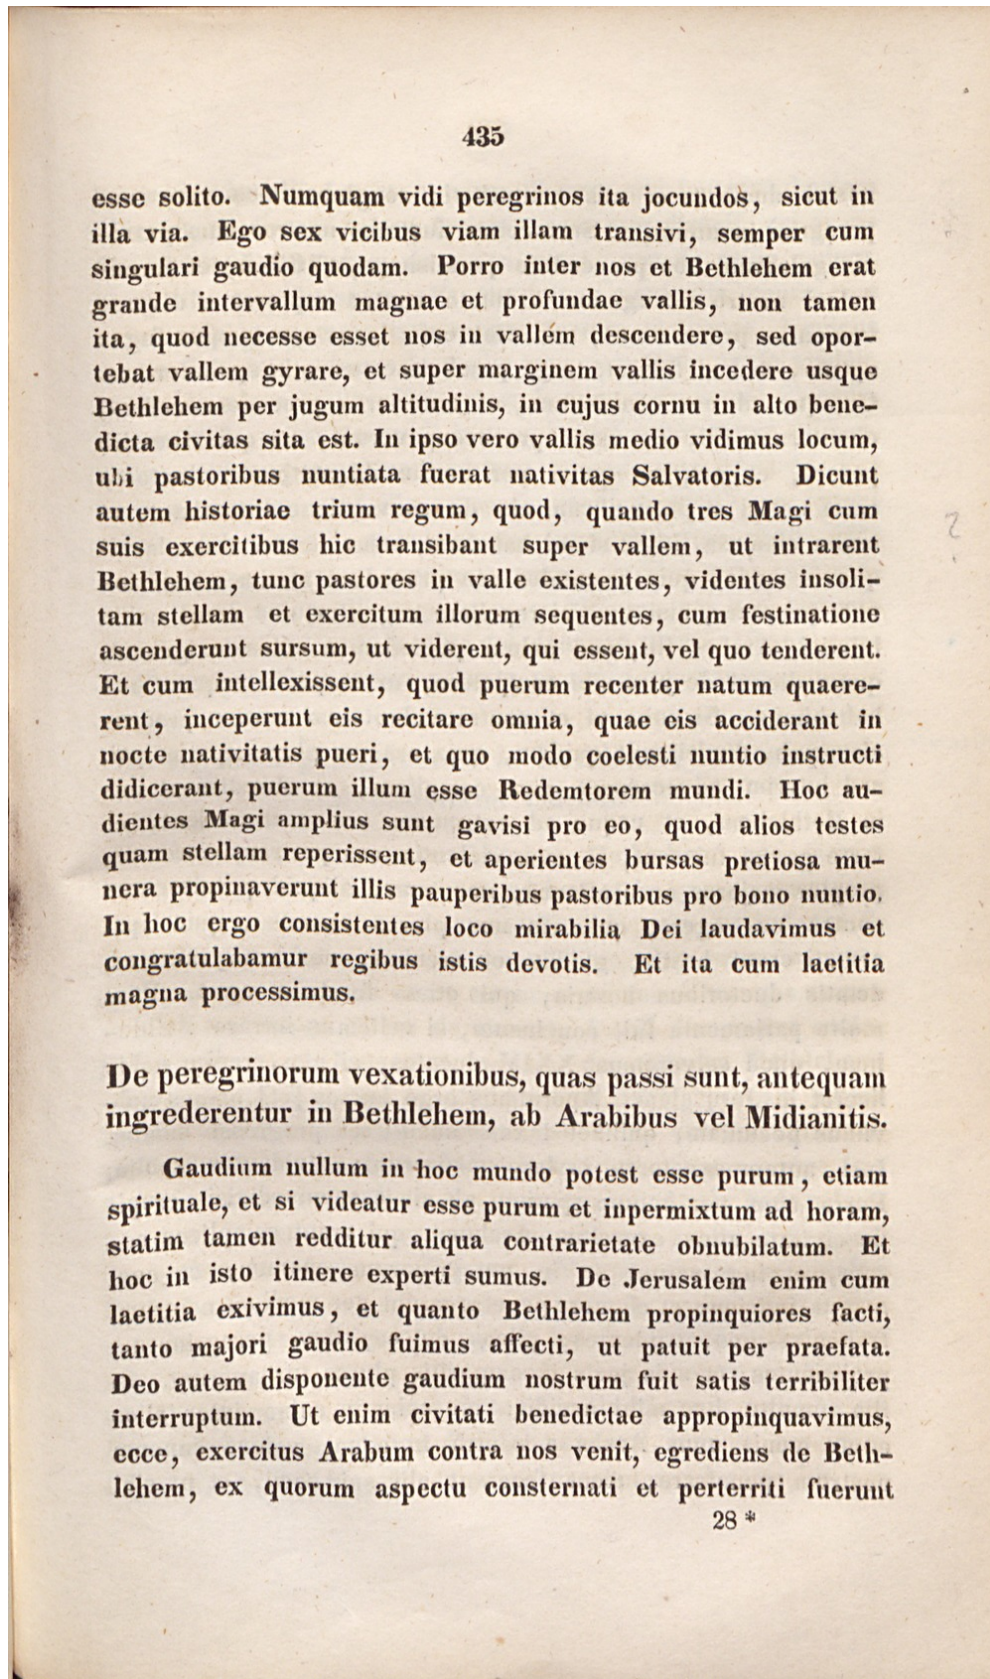 435
esse solito. Numquam vidi peregrinos ita jocundos, sicut in
illa via. Ego sex vicibus viam illam transivi, semper cum
singulari gaudio quodam. Porro inter nos et Bethlehem erat
grande intervallum magnae et profundae vallis, non tamen
ita, quod necesse esset nos in vallem descendere, sed opor-
tebat vallem gyrare, et super marginem vallis incedere usque
Bethlehem per jugum altitudinis, in cujus cornu in alto bene-
dicta civitas sita est. In ipso vero vallis medio vidimus locum,
ubi pastoribus nuntiata fuerat nativitas Salvatoris. Dicunt
autem historiae trium regum, quod, quando tres Magi cum
suis exercitibus hic transibant super vallem, ut intrarent
Bethlehem, tunc pastores in valle existentes, videntes insoli-
tam stellam et exercitum illorum sequentes, cum festinatione
ascenderunt sursum, ut viderent, qui essent, vel quo tenderent.
Et cum intellexissent, quod puerum recenter natum quaere-
rent, inceperunt eis recitare omnia, quae eis acciderant in
nocte nativitatis pueri, et quo modo coelesti nuntio instructi
didicerant, puerum illum esse Redemtorem mundi. Hoc au-
dientes Magi amplius sunt gavisi pro eo, quod alios testes
quam stellam reperissent, et aperientes bursas pretiosa mu-
nera propinaverunt illis pauperibus pastoribus pro bono nuntio.
In hoc ergo consistentes loco mirabilia Dei laudavimus et
congratulabamur regibus istis devotis. Et ita cum laetitia
magna processimus.
De peregrinorum vexationibus, quas passi sunt, antequam
ingrederentur in Bethlehem, ab Arabibus vel Midianitis.
Gaudium nullum in hoc mundo potest esse purum, etiam
spirituale, et si videatur esse purum et inpermixtum ad horam,
statim tamen redditur aliqua contrarietate obnubilatum. Et
hoc in isto itinere experti sumus. De Jerusalem enim cum
laetitia exivimus, et quanto Bethlehem propinquiores facti,
tanto majori gaudio fuimus affecti, ut patuit per praefata.
Deo autem disponente gaudium nostrum fuit satis terribiliter
interruptum. Ut enim civitati benedictae appropinquavimus,
ecce, exercitus Arabum contra nos venit, egrediens de Beth-
lehem, ex quorum aspectu consternati et perterriti fuerunt
28 *
?